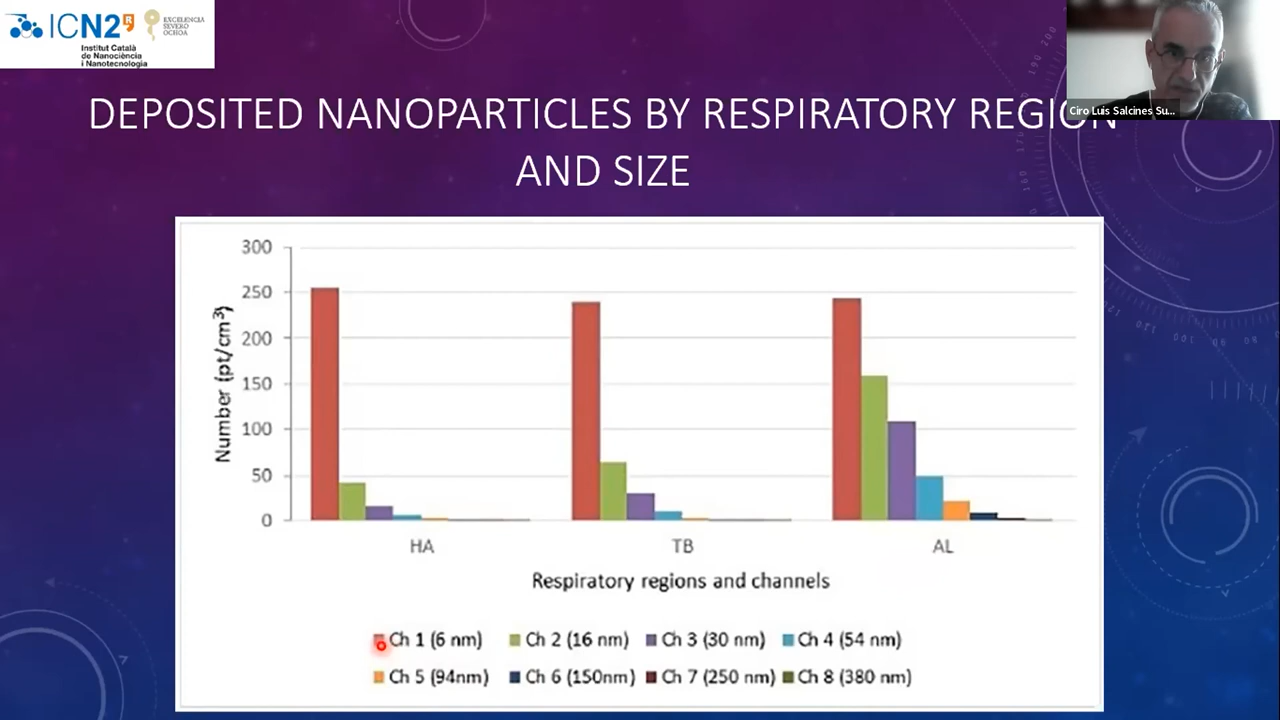 ICN2
Institut Català
de Nanociència
i Nanotecnologia
EXCELENCIA
SEVERO
OCHOA
Ciro Luis Salcines Su...
DEPOSITED NANOPARTICLES BY RESPIRATORY REGION
AND SIZE
300
250
200
150
100
50
0
Number (pt/cm³)
HA TB AL
Respiratory regions and channels
Ch 1 (6 nm) Ch 2 (16 nm) Ch 3 (30 nm) Ch 4 (54 nm)
Ch 5 (94nm) Ch 6 (150nm) Ch 7 (250 nm) Ch 8 (380 nm)